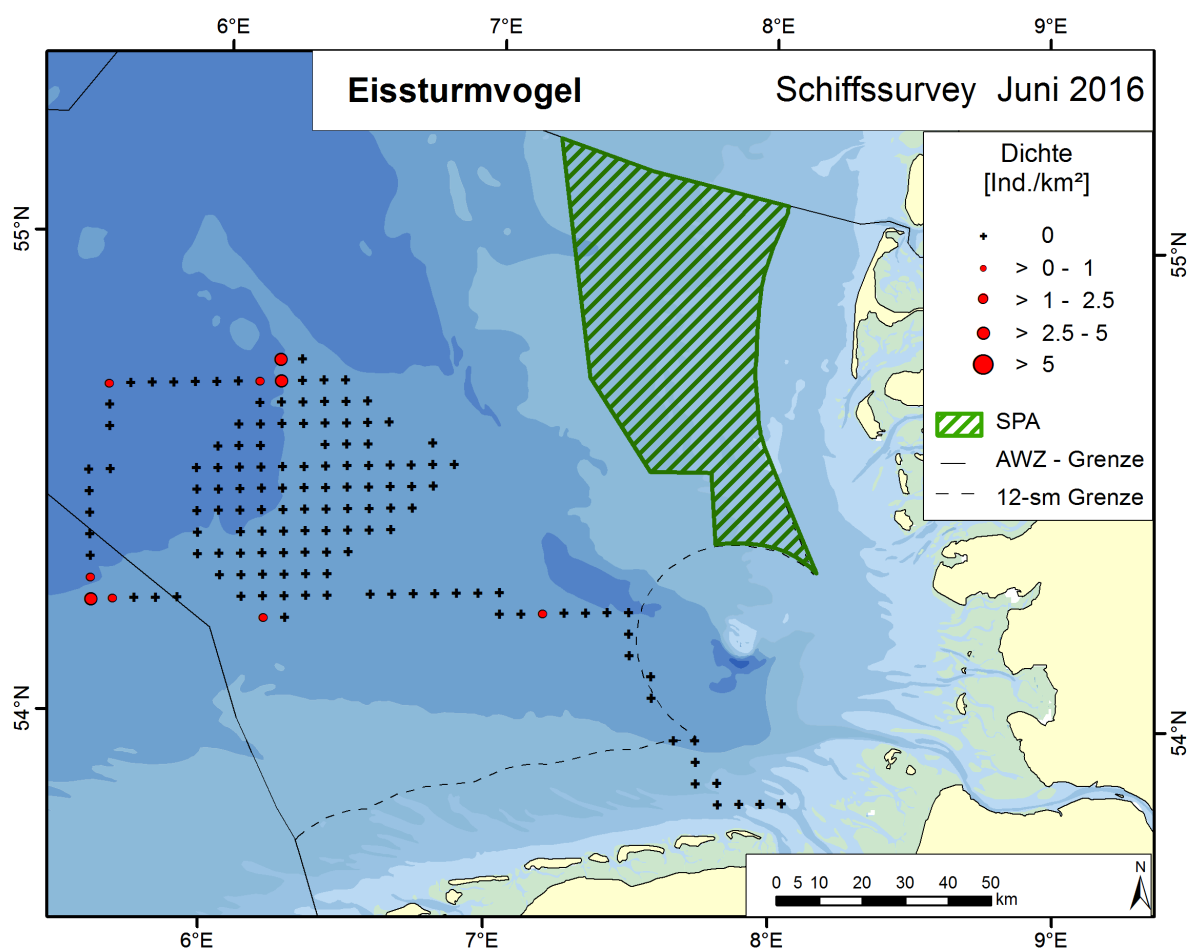 6°E 7°E 8°E 9°E
Eissturmvogel Schiffssurvey Juni 2016
Dichte
[Ind./km²]
0
> 0 - 1
> 1 - 2.5
> 2.5 - 5
> 5
SPA
AWZ - Grenze
12-sm Grenze
55°N
55°N
54°N
54°N
N
0 5 10 20 30 40 50
km
6°E 7°E 8°E 9°E